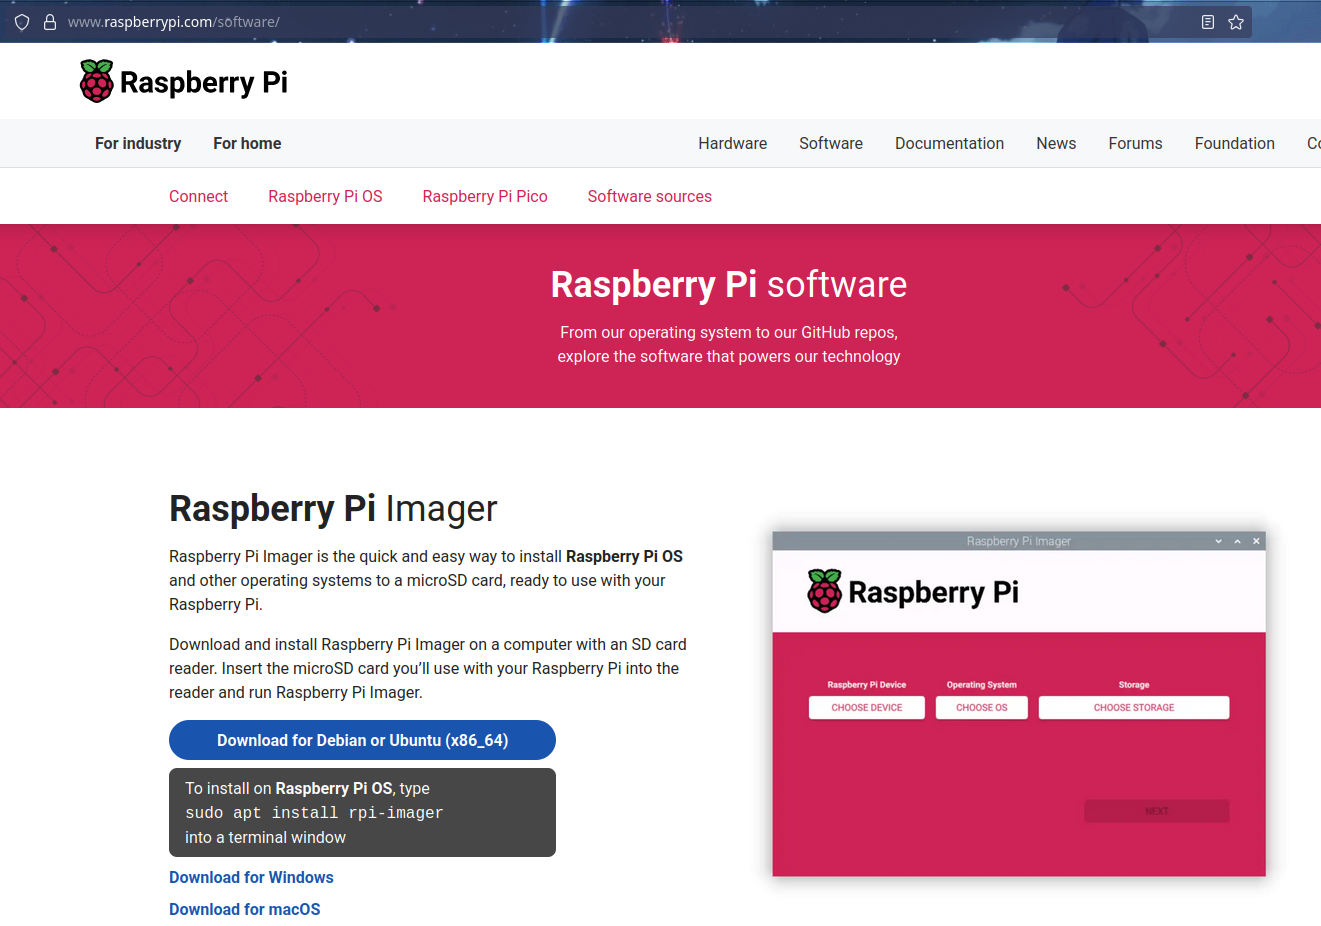 www.raspberrypi.com/software/
Raspberry Pi
For industry For home Hardware Software Documentation News Forums Foundation Co
Connect Raspberry Pi OS Raspberry Pi Pico Software sources
Raspberry Pi software
From our operating system to our GitHub repos,
explore the software that powers our technology
Raspberry Pi Imager
Raspberry Pi Imager is the quick and easy way to install Raspberry Pi OS
and other operating systems to a microSD card, ready to use with your
Raspberry Pi.
Download and install Raspberry Pi Imager on a computer with an SD card
reader. Insert the microSD card you’ll use with your Raspberry Pi into the
reader and run Raspberry Pi Imager.
Download for Debian or Ubuntu (x86_64)
To install on Raspberry Pi OS, type
sudo apt install rpi-imager
into a terminal window
Download for Windows
Download for macOS
Raspberry Pi Imager
Raspberry Pi
Raspberry Pi Device Operating System Storage
CHOOSE DEVICE CHOOSE OS CHOOSE STORAGE
NEXT